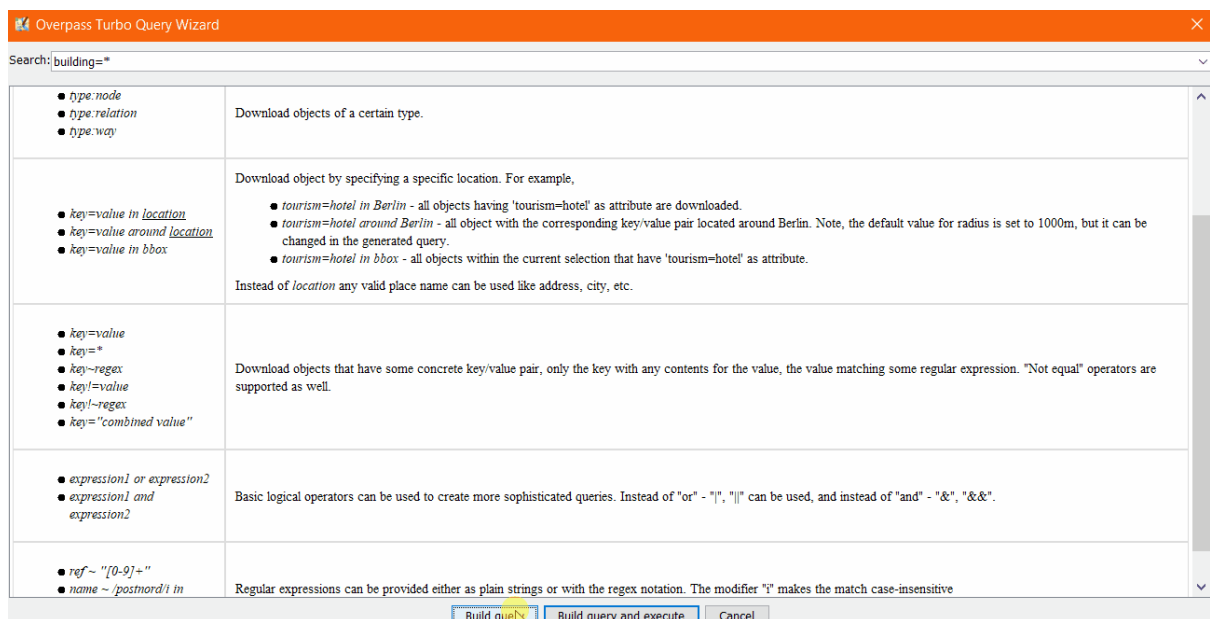 Overpass Turbo Query Wizard
Search: building=*
type:node
type:relation
type:way
Download objects of a certain type.
key=value in location
key=value around location
key=value in bbox
Download object by specifying a specific location. For example,
tourism=hotel in Berlin - all objects having 'tourism=hotel' as attribute are downloaded.
tourism=hotel around Berlin - all object with the corresponding key/value pair located around Berlin. Note, the default value for radius is set to 1000m, but it can be
changed in the generated query.
tourism=hotel in bbox - all objects within the current selection that have 'tourism=hotel' as attribute.
Instead of location any valid place name can be used like address, city, etc.
key=value
key=*
key~regex
key!=value
key!~regex
key="combined value"
Download objects that have some concrete key/value pair, only the key with any contents for the value, the value matching some regular expression. "Not equal" operators are
supported as well.
expression1 or expression2
expression1 and
expression2
Basic logical operators can be used to create more sophisticated queries. Instead of "or" - "|", "||" can be used, and instead of "and" - "&", "&&".
ref ~ "[0-9]+"
name ~ /postnord/i in
Regular expressions can be provided either as plain strings or with the regex notation. The modifier "i" makes the match case-insensitive
Build query
Build query and execute
Cancel